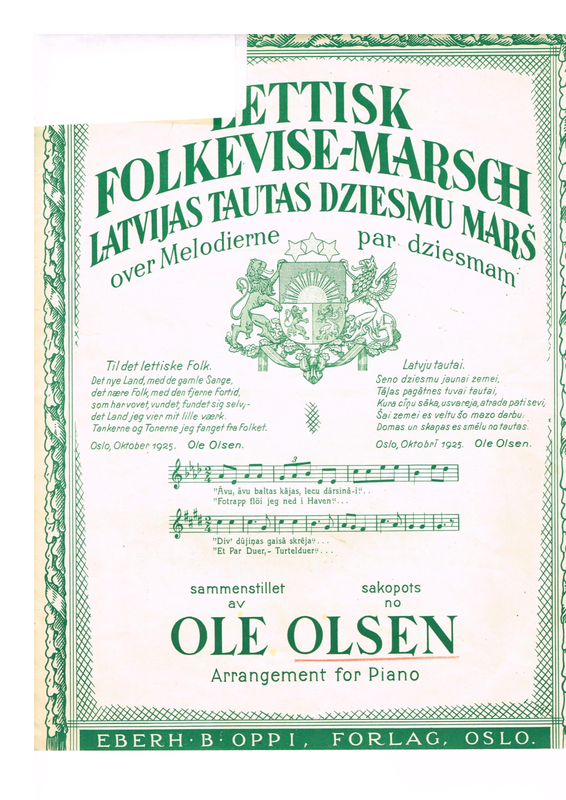 LETTISK
FOLKEVISE-MARSCH
LATVIJAS TAUTAS DZIESMU MARŠ
over Melodierne par dziesmam
Til det lettiske Folk.
Det nye Land, med de gamle Sange,
det nære Folk, med den fjerne Fortid,
som har vovet, vundet, fundet sig selv;-
det Land jeg vier mit lille værk.
Tankerne og Tonerne jeg fanget fra Folket.
Oslo, Oktober 1925. Ole Olsen.
Latvju tautai.
Seno dziesmu jaunai zemei,
Tāļas pagātnes tuvai tautai,
Kura cīņu sāka, usvareja, atrada pati sevi,
Šai zemei es veltu šo mazo darbu.
Domas un skaņas es smēlu no tautas.
Oslo, Oktobrī 1925. Ole Olsen.
3
"Āvu, āvu baltas kājas, lecu dārsinā-i"...
"Fotrapp flöi jeg ned i Haven"...
"Div' dūjiņas gaisā skrēja"...
"Et Par Duer,- Turtelduer"...
sammenstillet sakopots
av no
OLE OLSEN
Arrangement for Piano
EBERH·B·OPPI, FORLAG, OSLO.